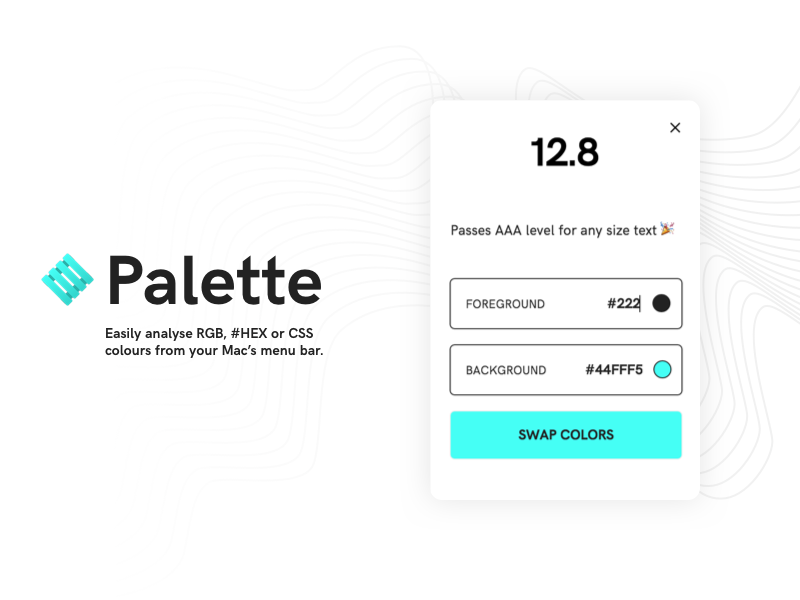 Palette
Easily analyse RGB, #HEX or CSS
colours from your Mac’s menu bar.
12.8
Passes AAA level for any size text 🎉
FOREGROUND #222
BACKGROUND #44FFF5
SWAP COLORS